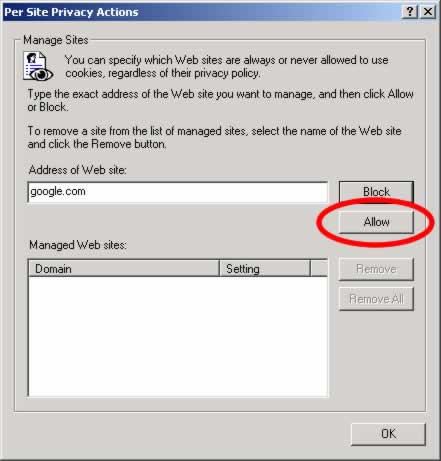 Per Site Privacy Actions
Manage Sites
You can specify which Web sites are always or never allowed to use
cookies, regardless of their privacy policy.
Type the exact address of the Web site you want to manage, and then click Allow
or Block.
To remove a site from the list of managed sites, select the name of the Web site
and click the Remove button.
Address of Web site:
google.com
Block
Allow
Managed Web sites:
Domain
Setting
Remove
Remove All
OK